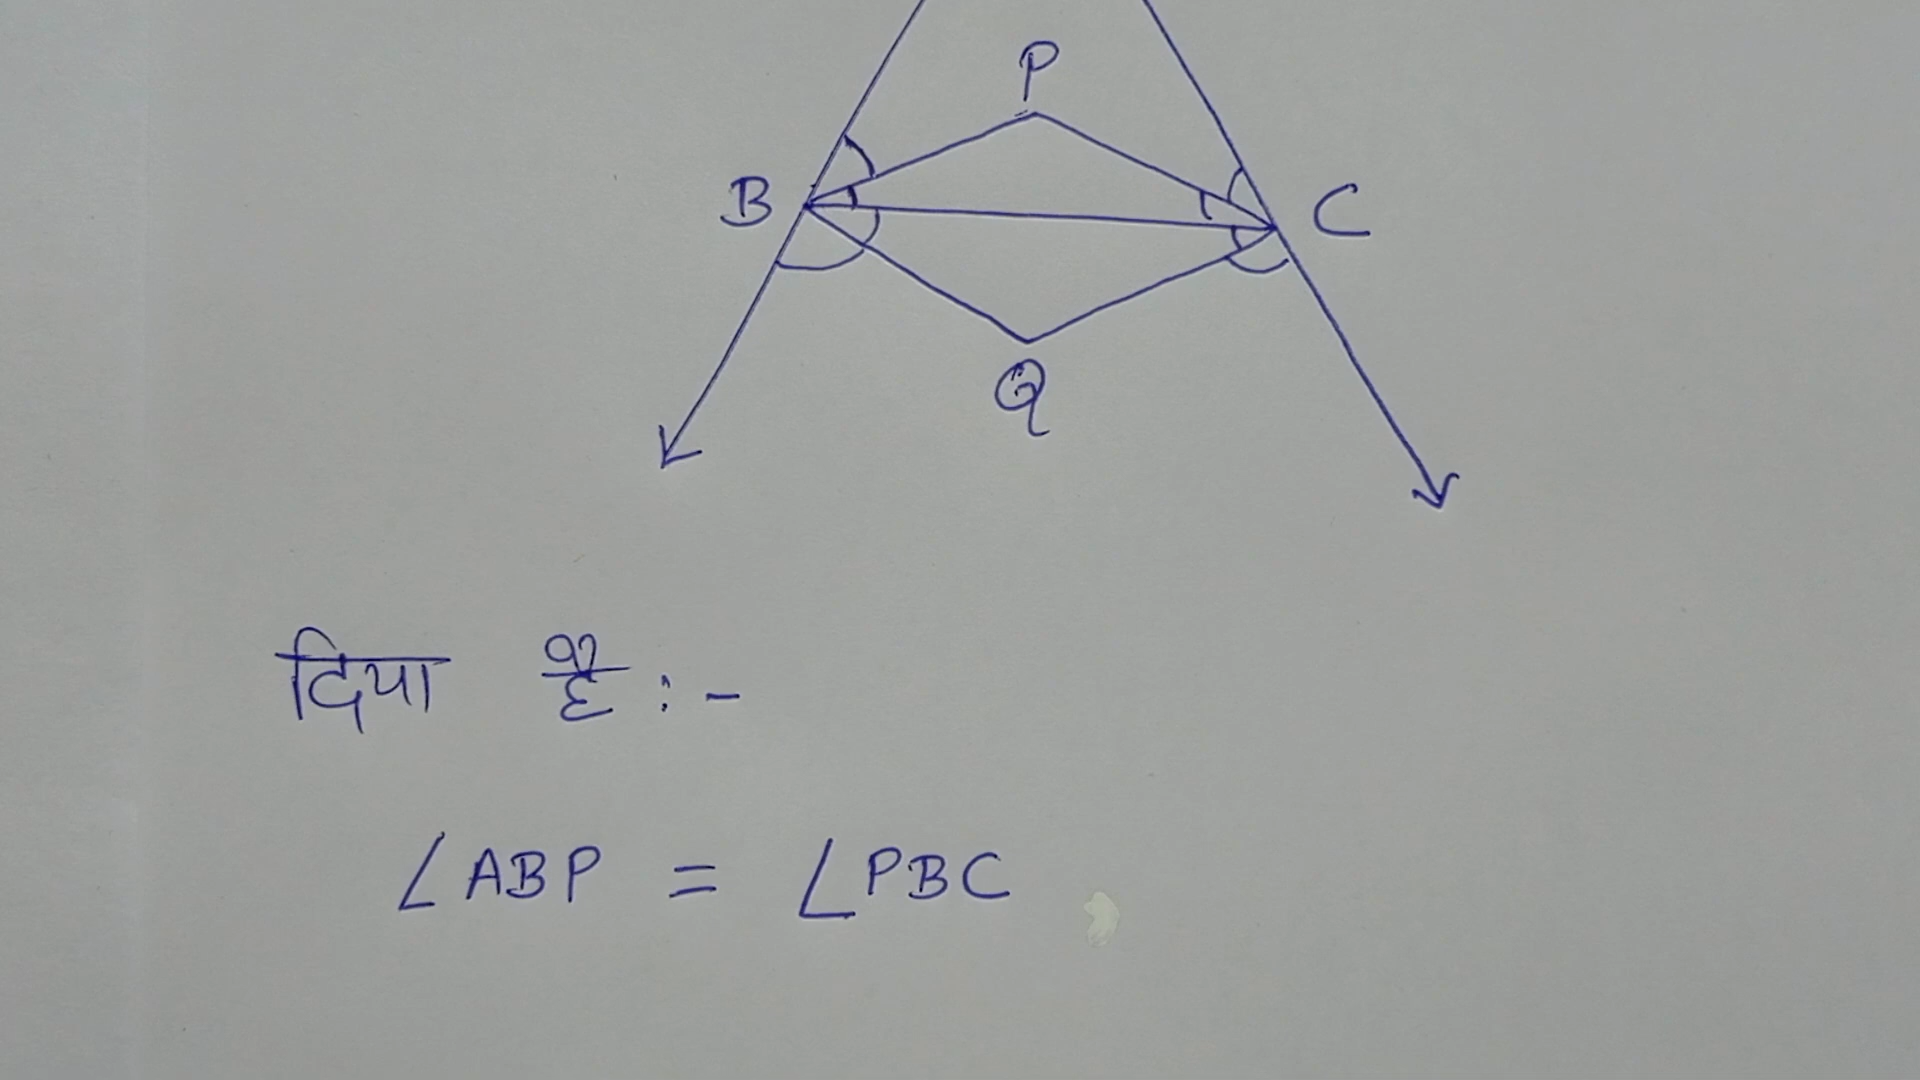 P
B C
Q
दिया है :-
∠ABP = ∠PBC